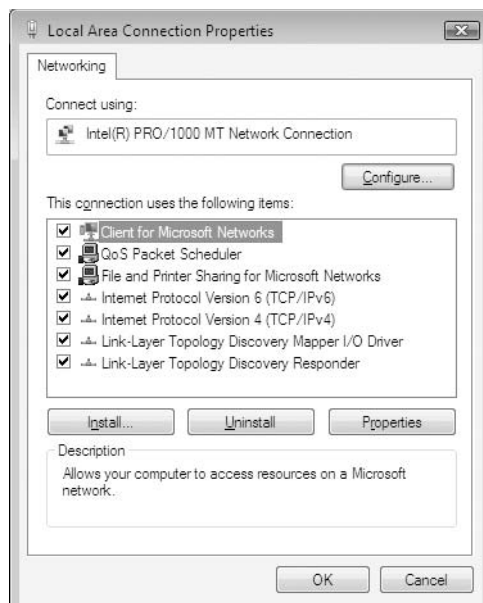 Local Area Connection Properties
Networking
Connect using:
Intel(R) PRO/1000 MT Network Connection
Configure...
This connection uses the following items:
Client for Microsoft Networks
QoS Packet Scheduler
File and Printer Sharing for Microsoft Networks
Internet Protocol Version 6 (TCP/IPv6)
Internet Protocol Version 4 (TCP/IPv4)
Link-Layer Topology Discovery Mapper I/O Driver
Link-Layer Topology Discovery Responder
Install... Uninstall Properties
Description
Allows your computer to access resources on a Microsoft
network.
OK Cancel